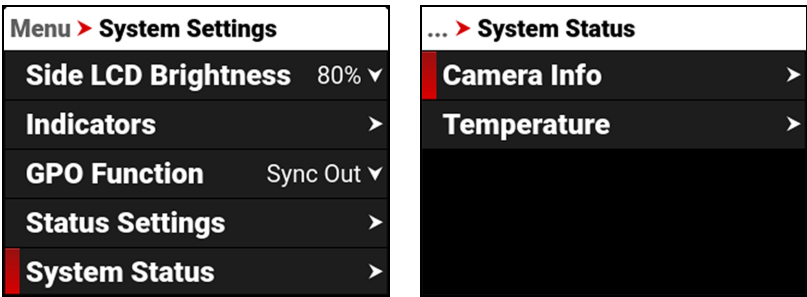 Menu ➤ System Settings
Side LCD Brightness 80%
Indicators
GPO Function Sync Out
Status Settings
System Status
... ➤ System Status
Camera Info
Temperature